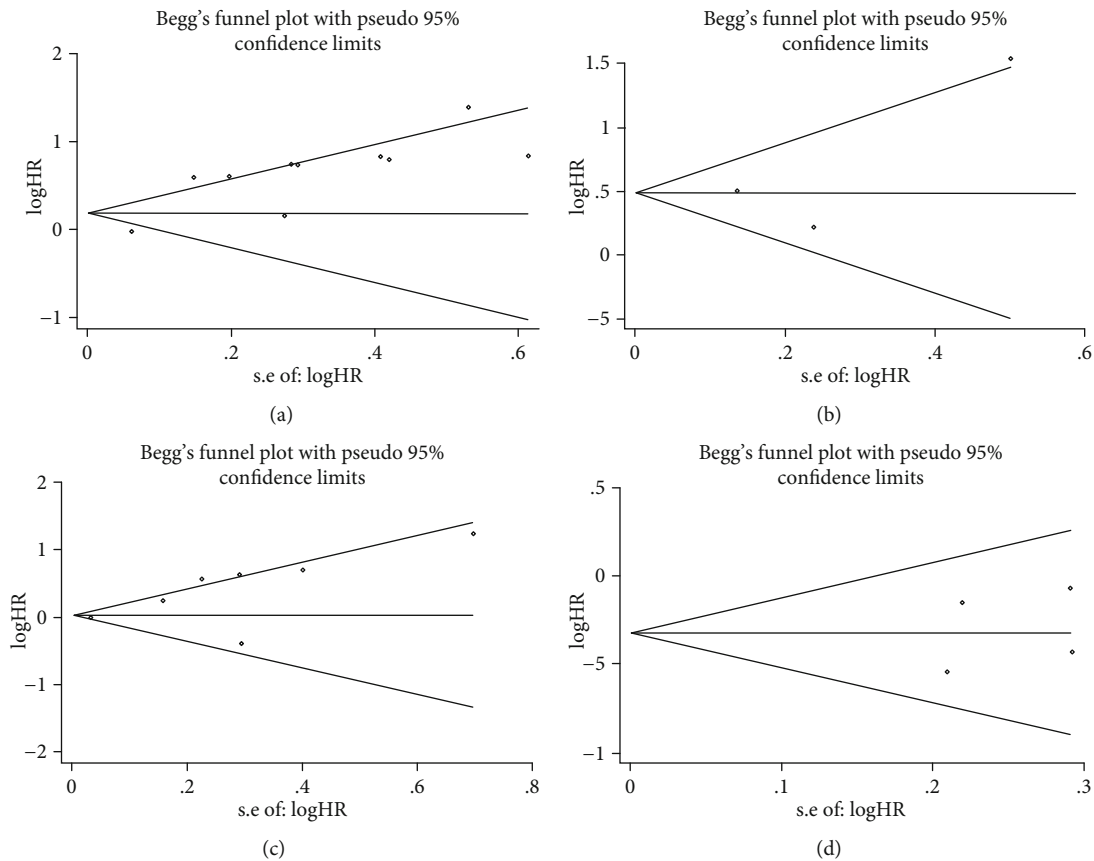 Begg's funnel plot with pseudo 95%
confidence limits
2
1
0
−1
logHR
0 .2 .4 .6
s.e of: logHR
(a)
Begg's funnel plot with pseudo 95%
confidence limits
1.5
1
.5
0
−5
logHR
0 .2 .4 .6
s.e of: logHR
(b)
Begg's funnel plot with pseudo 95%
confidence limits
2
1
0
−1
−2
logHR
0 .2 .4 .6 .8
s.e of: logHR
(c)
Begg's funnel plot with pseudo 95%
confidence limits
.5
0
−5
−1
logHR
0 .1 .2 .3
s.e of: logHR
(d)